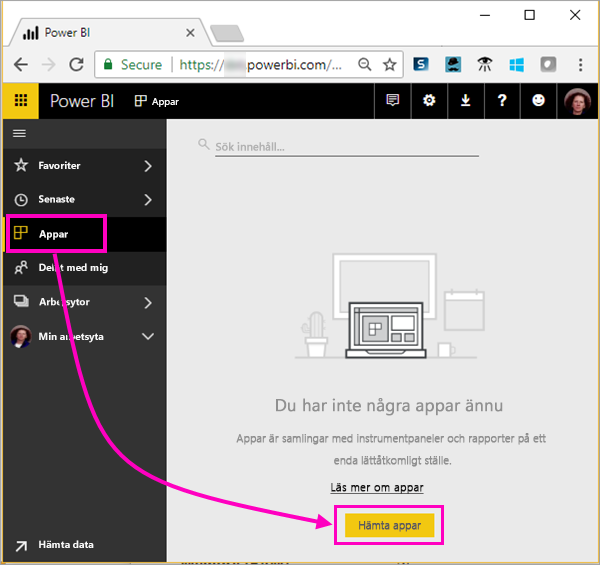 Power BI
Secure https:// .powerbi.com/...
Power BI Appar
Sök innehåll...
Favoriter
Senaste
Appar
Delat med mig
Arbetsytor
Min arbetsyta
Du har inte några appar ännu
Appar är samlingar med instrumentpaneler och rapporter på ett
enda lättåtkomligt ställe.
Läs mer om appar
Hämta appar
Hämta data